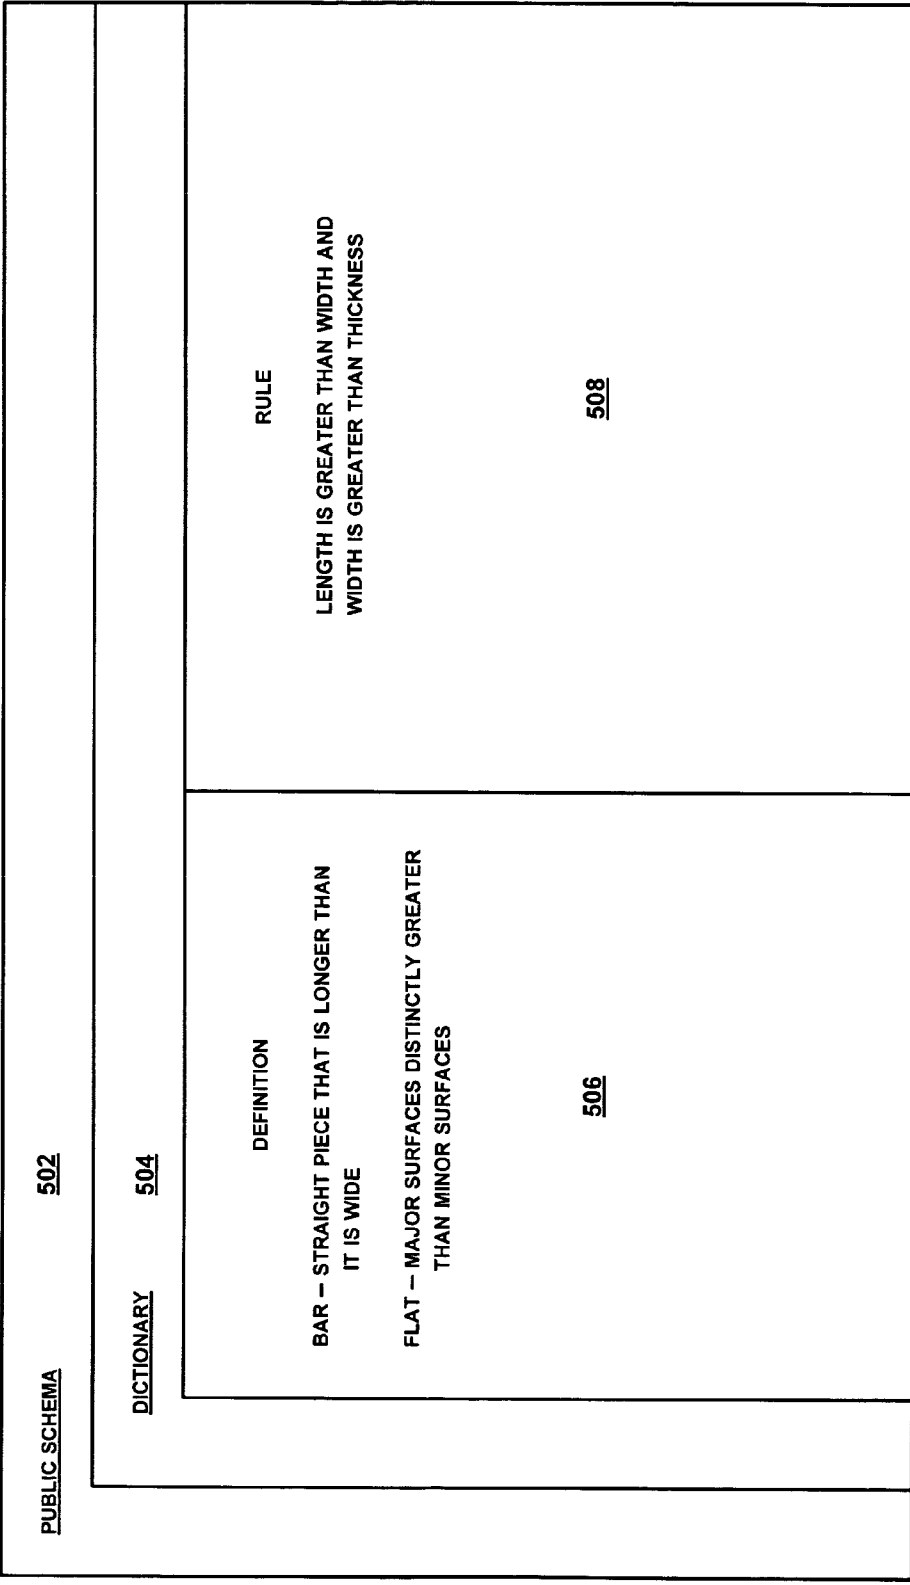 PUBLIC SCHEMA 502
DICTIONARY 504
DEFINITION
BAR – STRAIGHT PIECE THAT IS LONGER THAN
IT IS WIDE
FLAT – MAJOR SURFACES DISTINCTLY GREATER
THAN MINOR SURFACES
506
RULE
LENGTH IS GREATER THAN WIDTH AND
WIDTH IS GREATER THAN THICKNESS
508